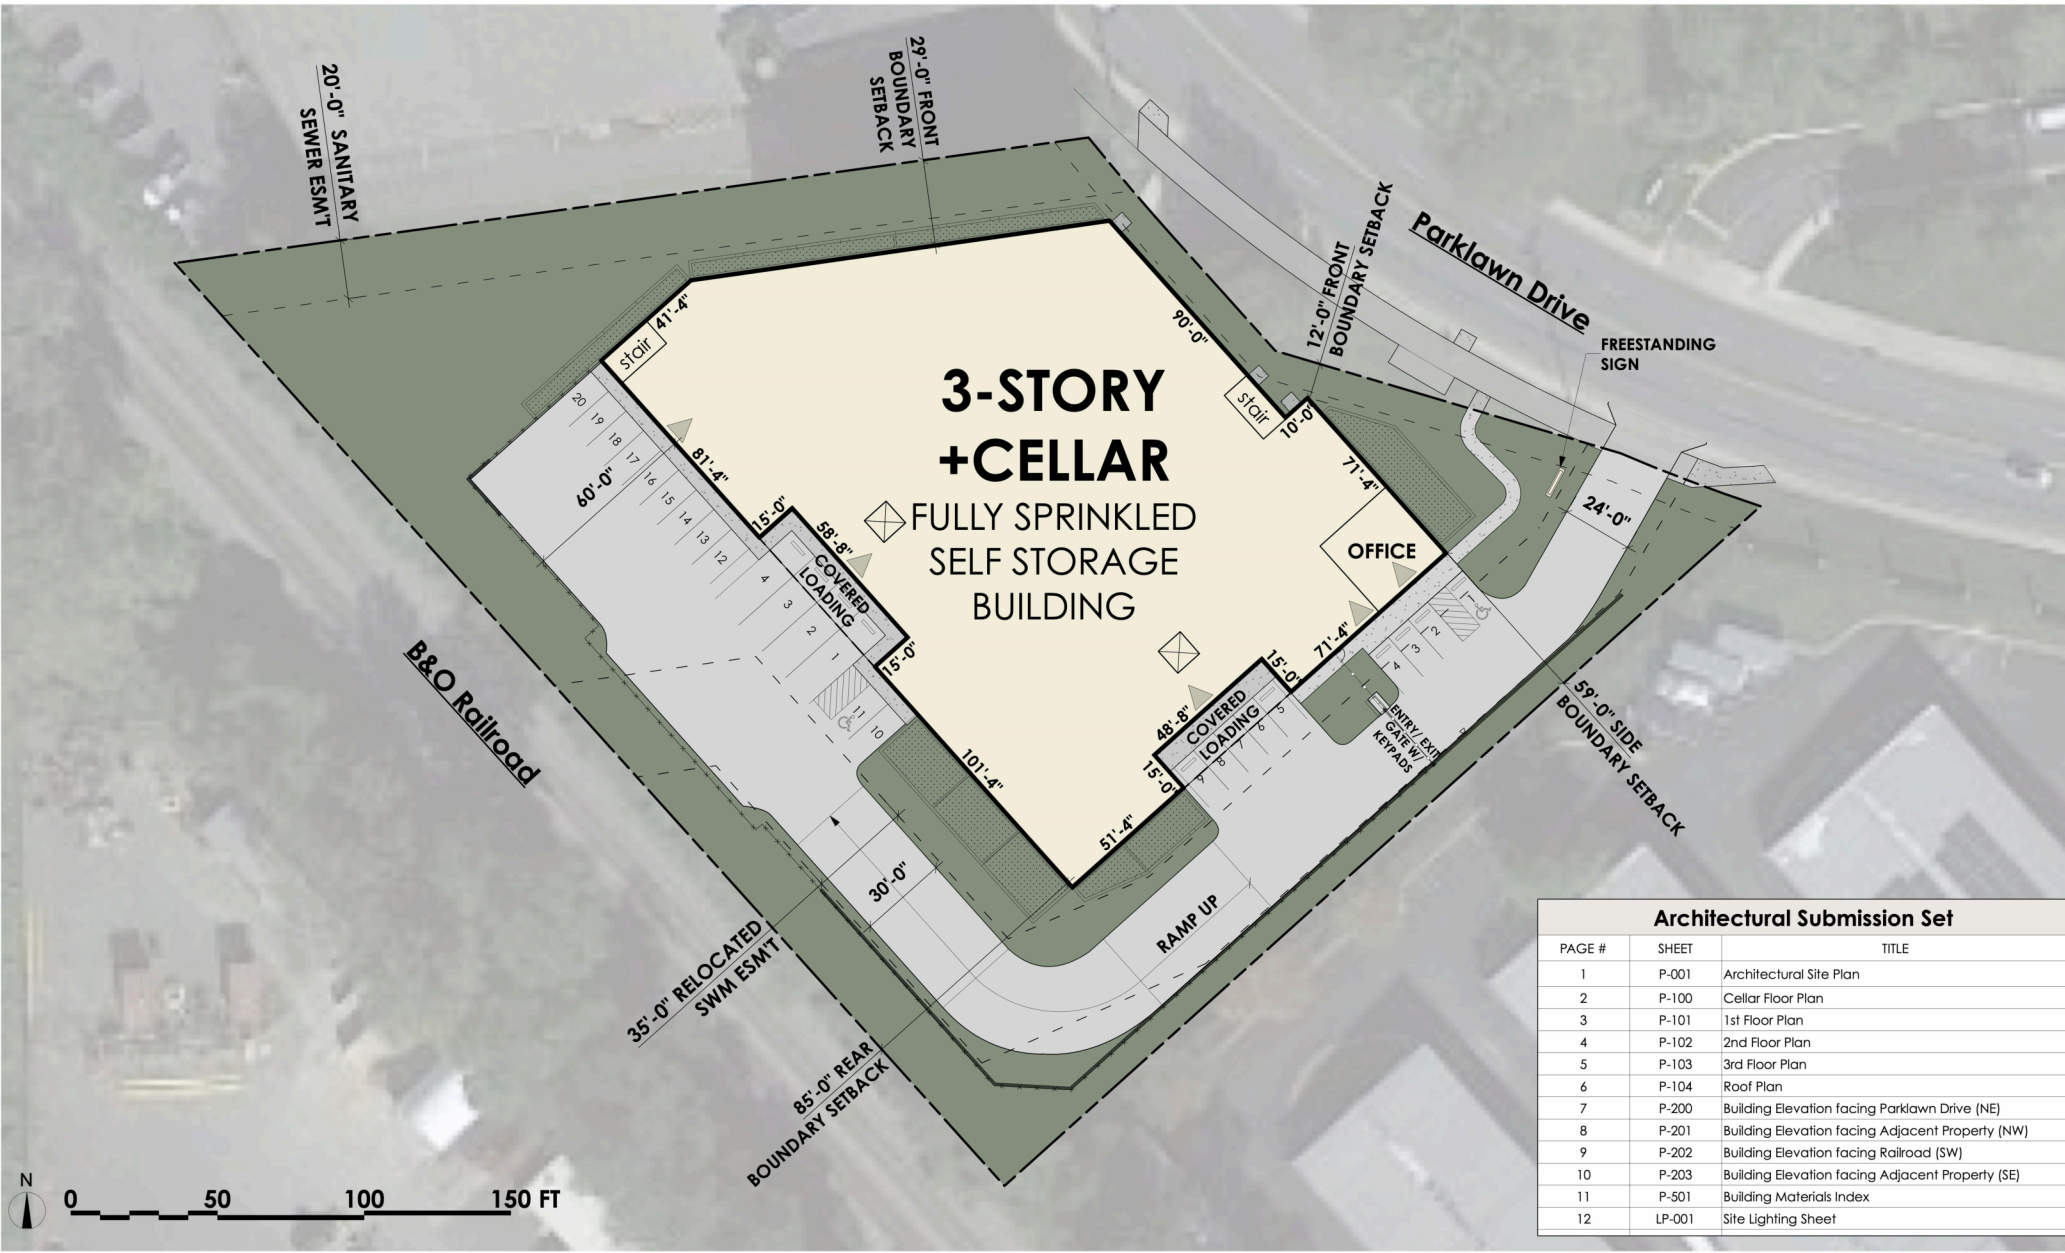 20'-0" SANITARY
SEWER ESM'T
29'-0" FRONT
BOUNDARY
SETBACK
12'-0" FRONT
BOUNDARY SETBACK
Parklawn Drive
FREESTANDING
SIGN
41'-4"
stair
90'-0"
stair
10'-0"
3-STORY
+CELLAR
FULLY SPRINKLED
SELF STORAGE
BUILDING
71'-4"
24'-0"
OFFICE
20
19
18
17
16
15
14
13
12
60'-0"
81'-4"
15'-0"
58'-8"
COVERED
LOADING
15'-0"
4
3
2
1
11
10
71'-4"
15'-0"
1
2
3
4
48'-8"
COVERED
LOADING
15'-0"
5
6
7
8
9
ENTRY/ EXIT
GATE W/
KEYPADS
59'-0" SIDE
BOUNDARY SETBACK
B&O Railroad
101'-4"
51'-4"
30'-0"
RAMP UP
35'-0" RELOCATED
SWM ESM'T
85'-0" REAR
BOUNDARY SETBACK
N
0 50 100 150 FT
Architectural Submission Set
PAGE # SHEET TITLE
1 P-001 Architectural Site Plan
2 P-100 Cellar Floor Plan
3 P-101 1st Floor Plan
4 P-102 2nd Floor Plan
5 P-103 3rd Floor Plan
6 P-104 Roof Plan
7 P-200 Building Elevation facing Parklawn Drive (NE)
8 P-201 Building Elevation facing Adjacent Property (NW)
9 P-202 Building Elevation facing Railroad (SW)
10 P-203 Building Elevation facing Adjacent Property (SE)
11 P-501 Building Materials Index
12 LP-001 Site Lighting Sheet